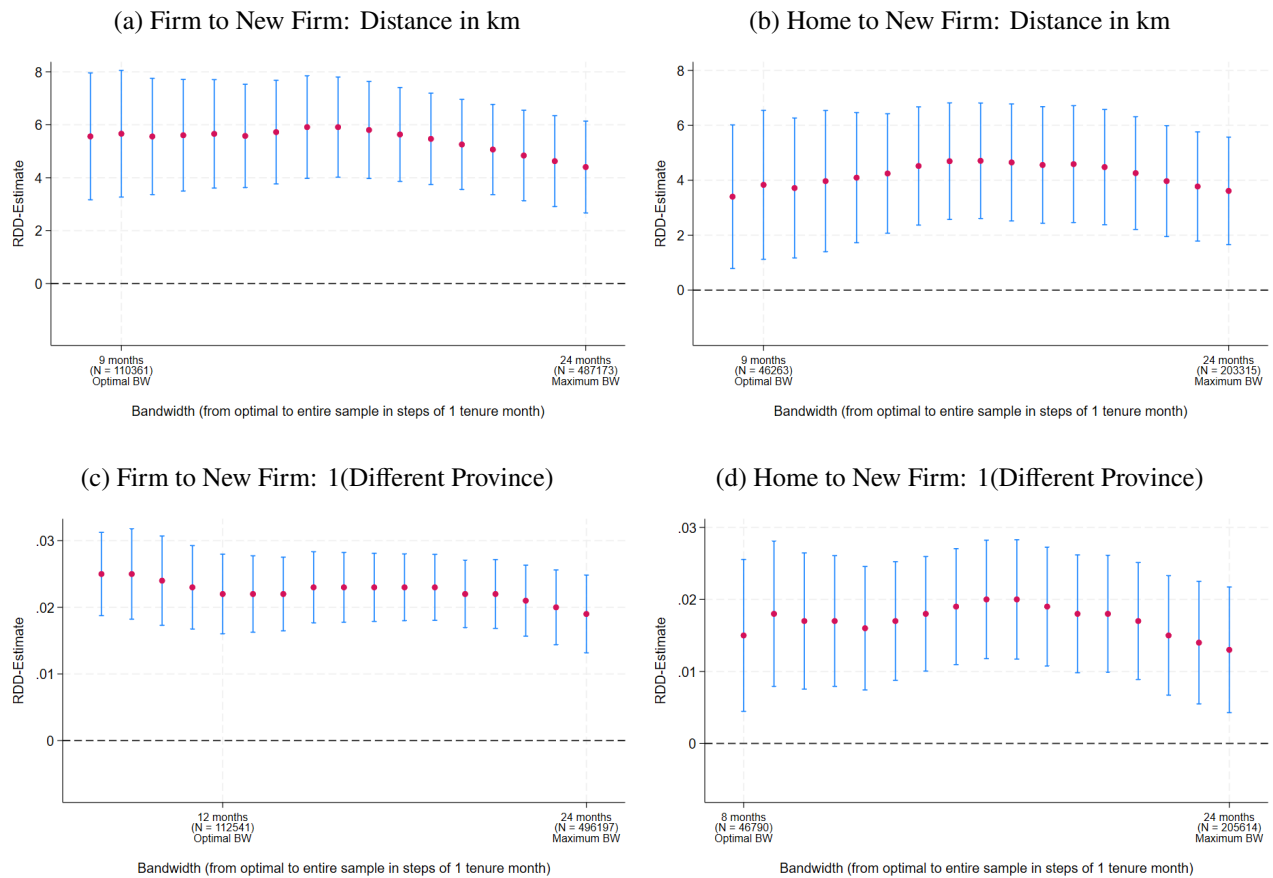 (a) Firm to New Firm: Distance in km
8
6
4
2
0
RDD-Estimate
9 months
(N = 110361)
Optimal BW
24 months
(N = 487173)
Maximum BW
Bandwidth (from optimal to entire sample in steps of 1 tenure month)
(b) Home to New Firm: Distance in km
8
6
4
2
0
RDD-Estimate
9 months
(N = 46263)
Optimal BW
24 months
(N = 203315)
Maximum BW
Bandwidth (from optimal to entire sample in steps of 1 tenure month)
(c) Firm to New Firm: 1(Different Province)
.03
.02
.01
0
RDD-Estimate
12 months
(N = 112541)
Optimal BW
24 months
(N = 496197)
Maximum BW
Bandwidth (from optimal to entire sample in steps of 1 tenure month)
(d) Home to New Firm: 1(Different Province)
.03
.02
.01
0
RDD-Estimate
8 months
(N = 46790)
Optimal BW
24 months
(N = 205614)
Maximum BW
Bandwidth (from optimal to entire sample in steps of 1 tenure month)